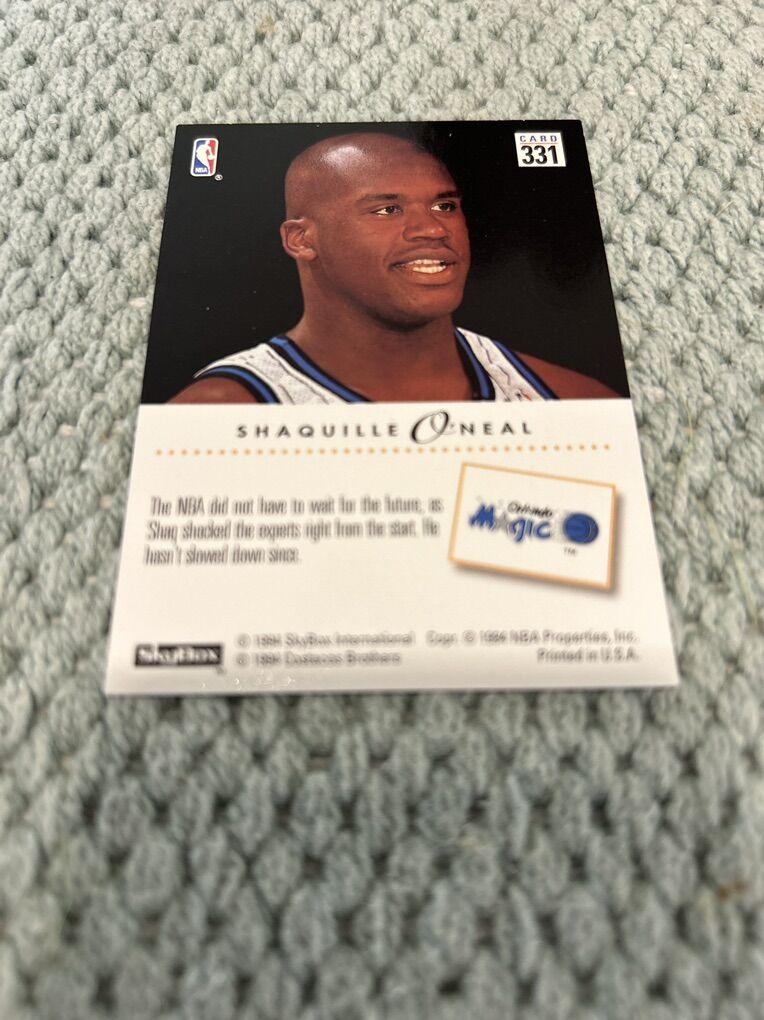 NBA
®
CARD
331
SHAQUILLE O'NEAL
The NBA did not have to wait for the future, as
Shaq shocked the experts right from the start. He
hasn't slowed down since.
Orlando
Magic
TM
SkyBox
© 1994 SkyBox International Copr. © 1994 NBA Properties, Inc.
© 1994 Costacos Brothers Printed in U.S.A.